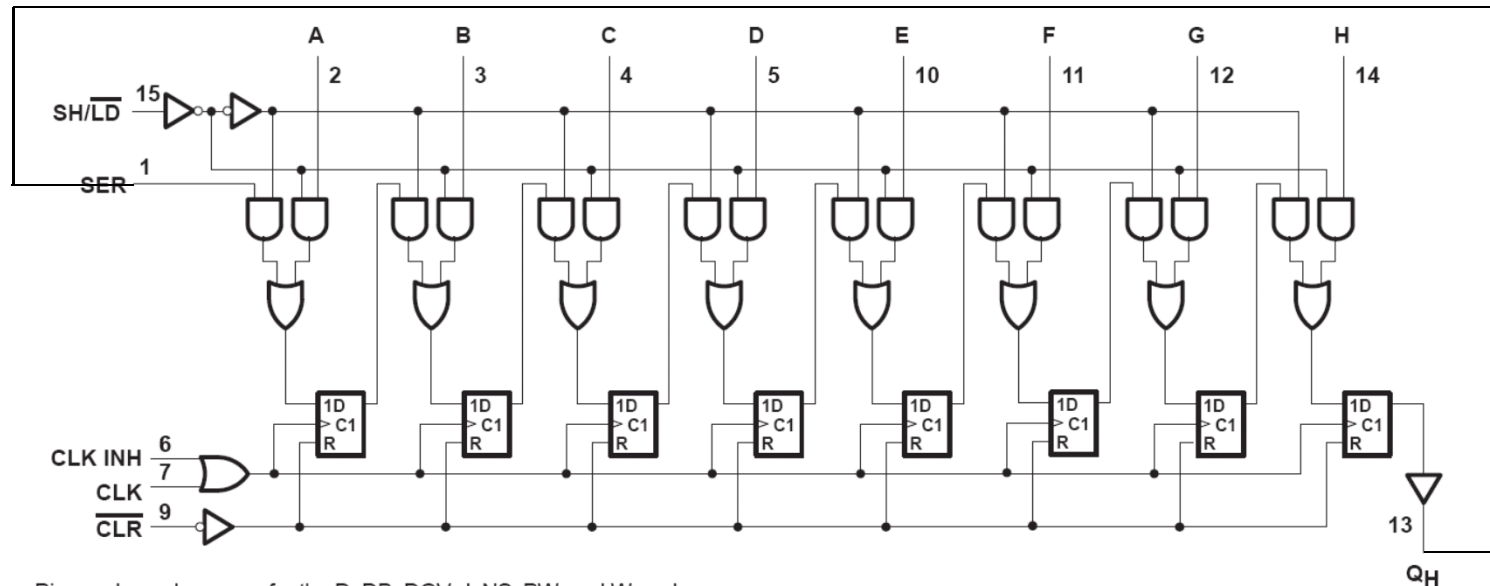 A B C D E F G H
2 3 4 5 10 11 12 14
15
SH/LD
1
SER
1D 1D 1D 1D 1D 1D 1D 1D
C1 C1 C1 C1 C1 C1 C1 C1
R R R R R R R R
6
CLK INH
7
CLK
9
CLR
13
QH